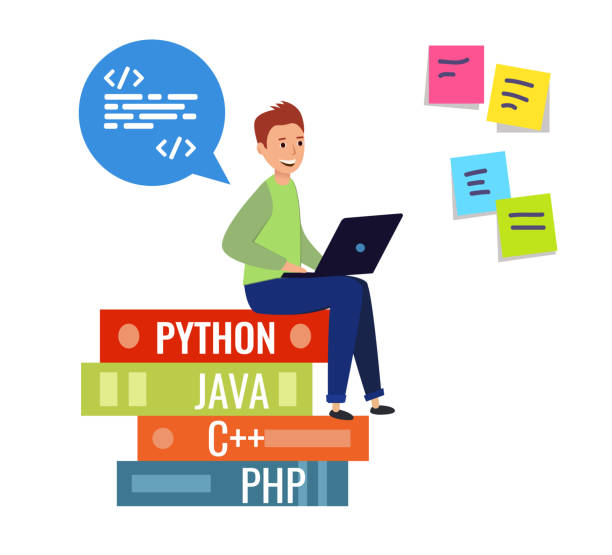 </>
</>
PYTHON
JAVA
C++
PHP